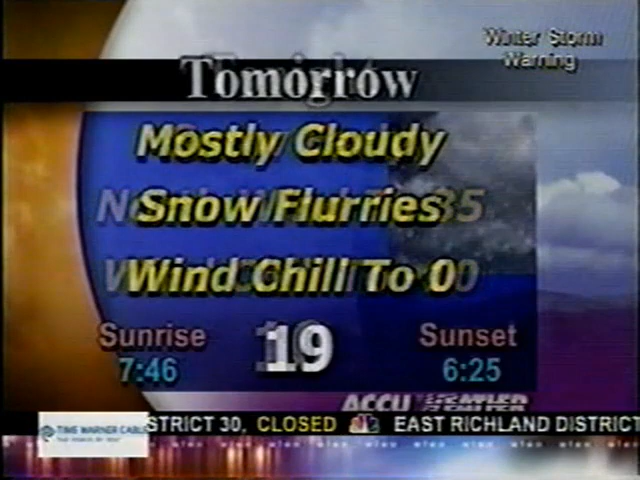 Winter Storm
Warning
Tomorrow
Mostly Cloudy
Snow Flurries
Wind Chill To 0
Sunrise
19
Sunset
7:46
6:25
ACCU
TIME WARNER CABLE
STRICT 30, CLOSED EAST RICHLAND DISTRICT